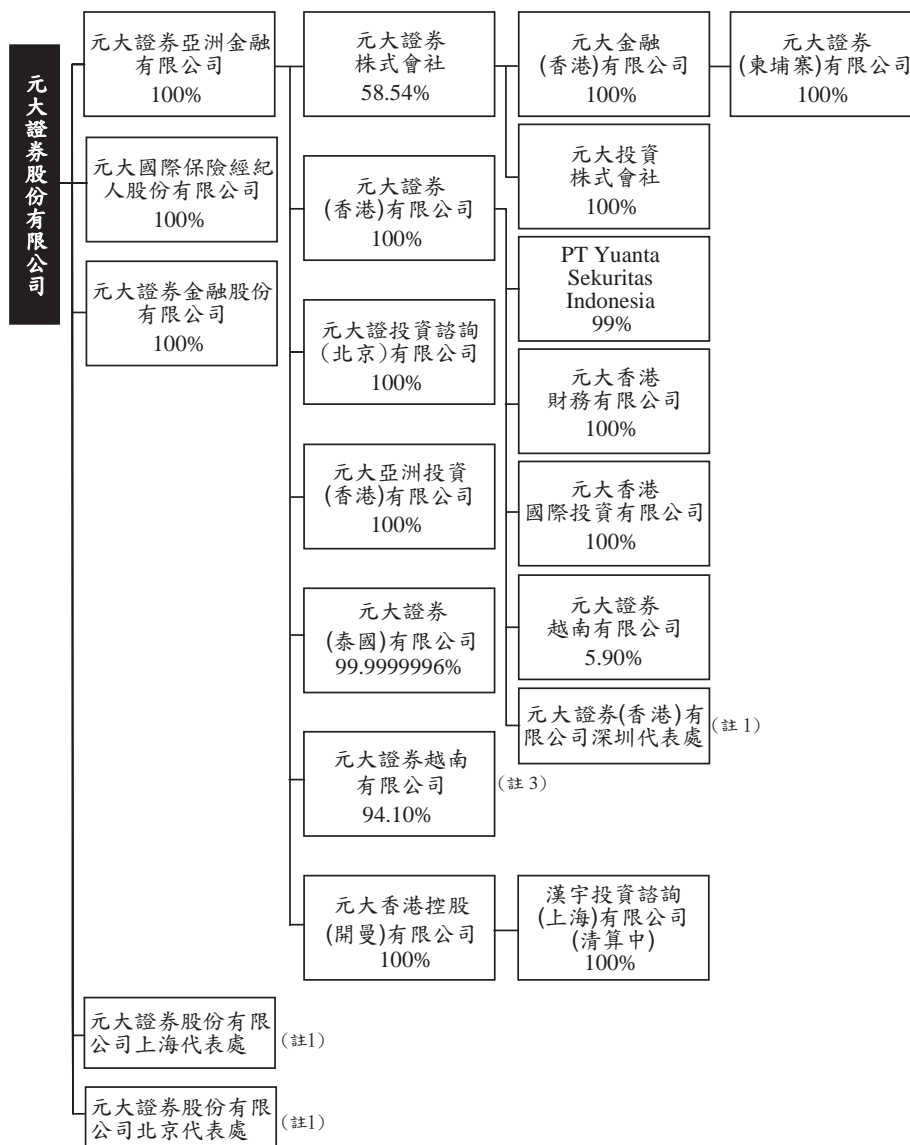 元大證券股份有限公司
元大證券亞洲金融
有限公司
100%
元大國際保險經紀
人股份有限公司
100%
元大證券金融股份
有限公司
100%
元大證券股份有限
公司上海代表處
(註1)
元大證券股份有限
公司北京代表處
(註1)
元大證券
株式會社
58.54%
元大證券
(香港)有限公司
100%
元大證投資諮詢
(北京)有限公司
100%
元大亞洲投資
(香港)有限公司
100%
元大證券
(泰國)有限公司
99.9999996%
元大證券越南
有限公司
94.10%
(註 3)
元大香港控股
(開曼)有限公司
100%
元大金融
(香港)有限公司
100%
元大投資
株式會社
100%
PT Yuanta
Sekuritas
Indonesia
99%
元大香港
財務有限公司
100%
元大香港
國際投資有限公司
100%
元大證券
越南有限公司
5.90%
元大證券(香港)有
限公司深圳代表處
(註 1)
漢宇投資諮詢
(上海)有限公司
(清算中)
100%
元大證券
(柬埔寨)有限公司
100%